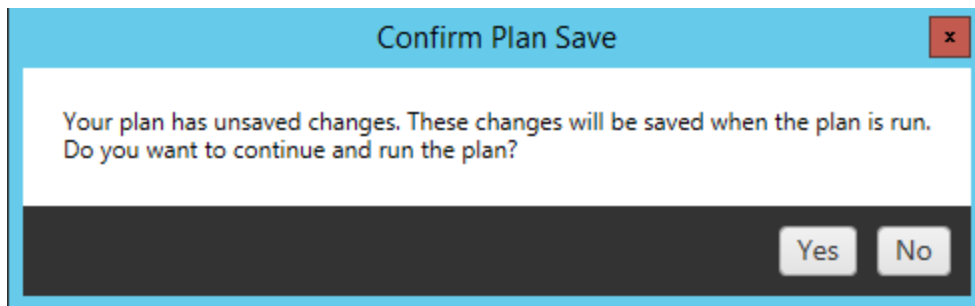 Confirm Plan Save
x
Your plan has unsaved changes. These changes will be saved when the plan is run.
Do you want to continue and run the plan?
Yes No